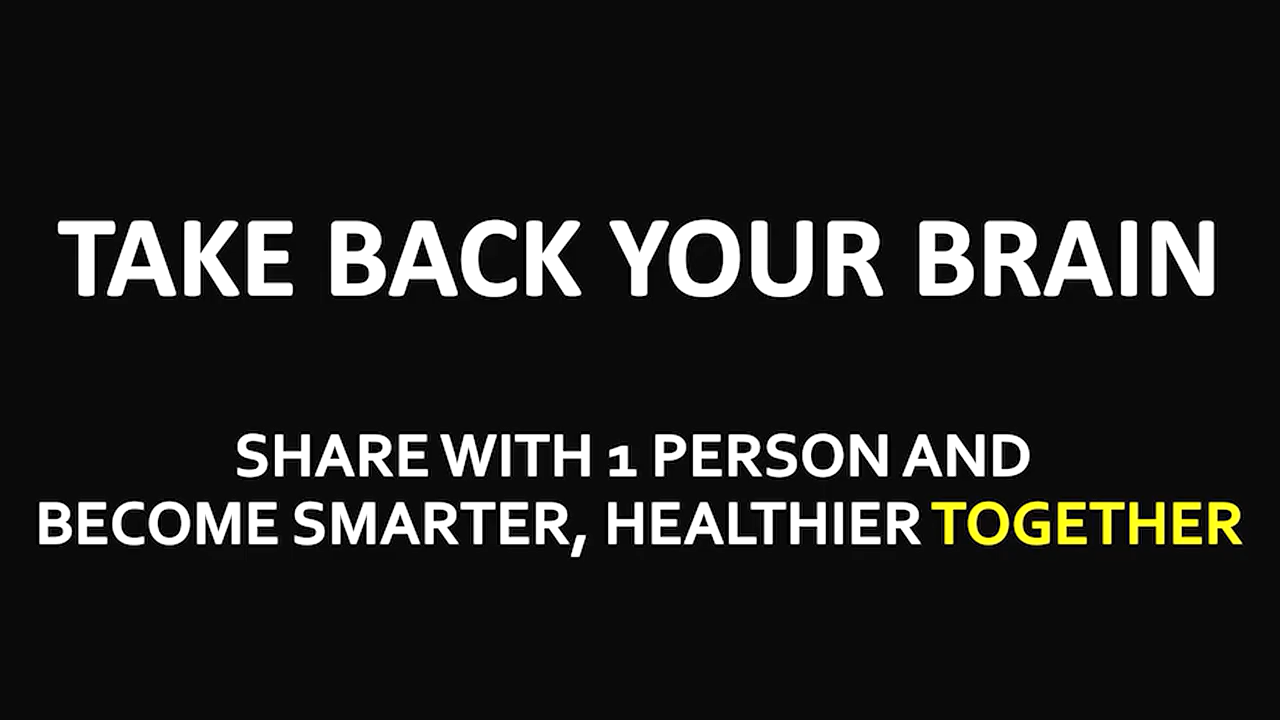 TAKE BACK YOUR BRAIN
SHARE WITH 1 PERSON AND
BECOME SMARTER, HEALTHIER TOGETHER